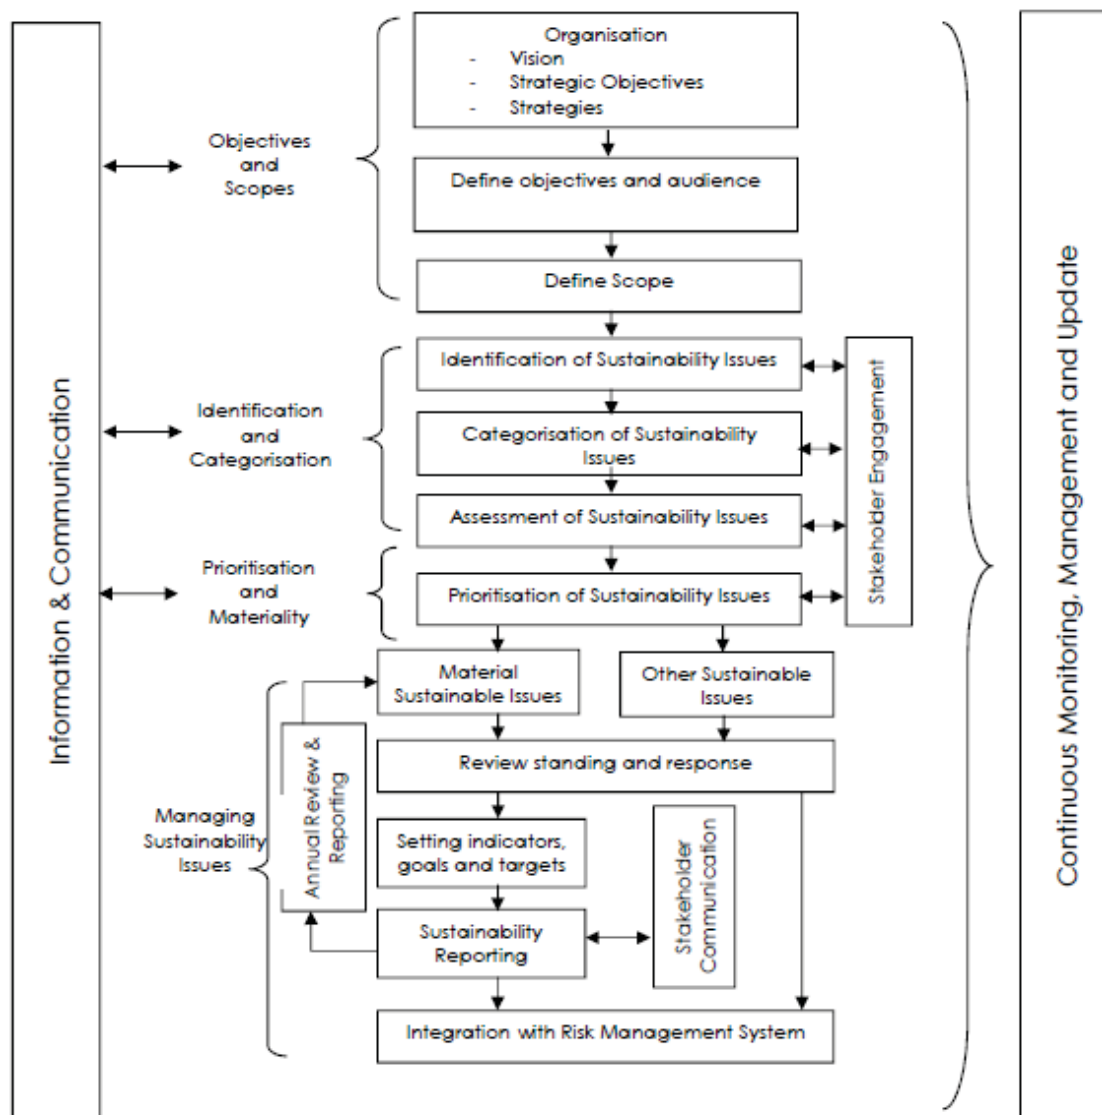 Organisation
- Vision
- Strategic Objectives
- Strategies
Objectives
and
Scopes
Define objectives and audience
Define Scope
Information & Communication
Identification
and
Categorisation
Identification of Sustainability Issues
Categorisation of Sustainability
Issues
Assessment of Sustainability Issues
Stakeholder Engagement
Continuous Monitoring, Management and Update
Prioritisation
and
Materiality
Prioritisation of Sustainability Issues
Material
Sustainable Issues
Other Sustainable
Issues
Annual Review &
Reporting
Review standing and response
Managing
Sustainability
Issues
Setting indicators,
goals and targets
Stakeholder
Communication
Sustainability
Reporting
Integration with Risk Management System